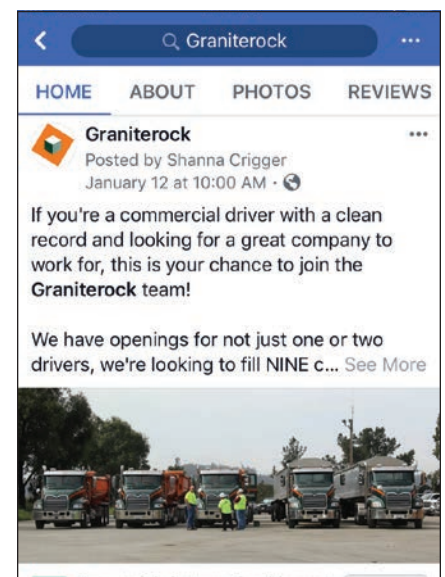 Graniterock
HOME ABOUT PHOTOS REVIEWS
Graniterock
Posted by Shanna Crigger
January 12 at 10:00 AM ·
If you're a commercial driver with a clean
record and looking for a great company to
work for, this is your chance to join the
Graniterock team!
We have openings for not just one or two
drivers, we're looking to fill NINE c... See More